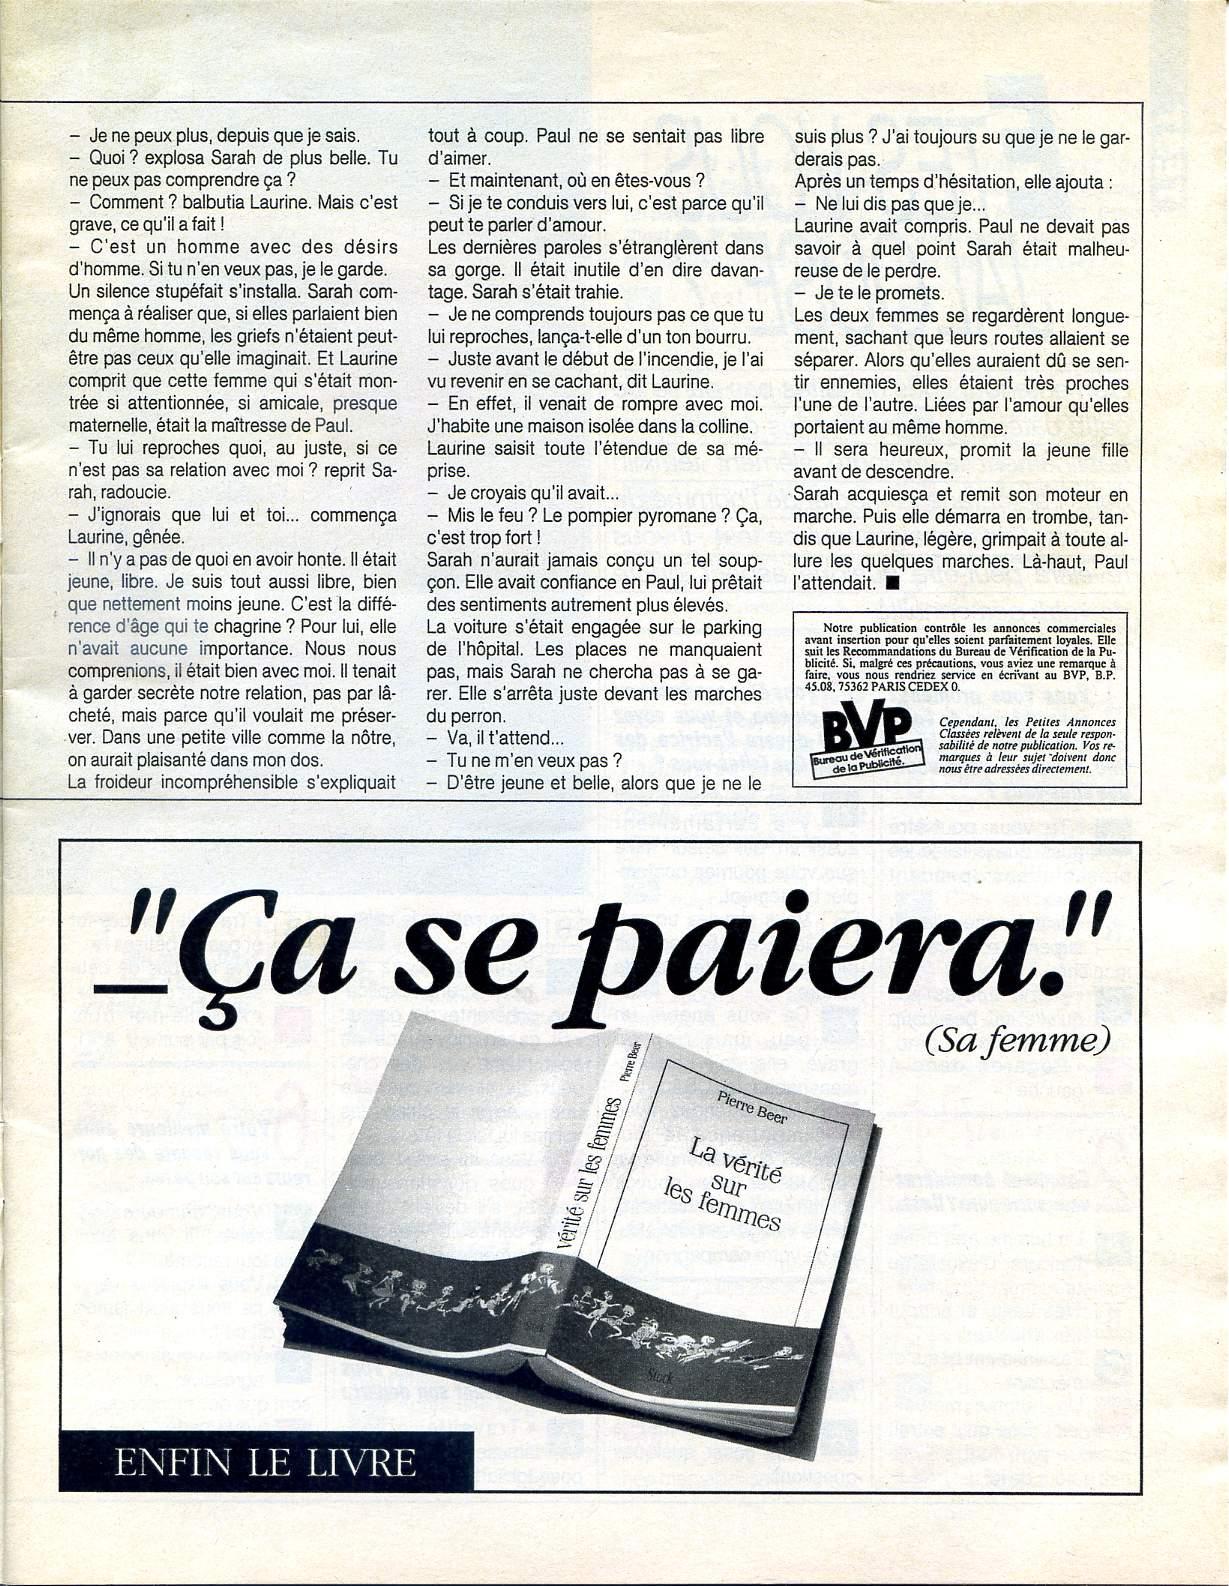 – Je ne peux plus, depuis que je sais.
– Quoi ? explosa Sarah de plus belle. Tu
ne peux pas comprendre ça ?
– Comment ? balbutia Laurine. Mais c'est
grave, ce qu'il a fait !
– C'est un homme avec des désirs
d'homme. Si tu n'en veux pas, je le garde.
Un silence stupéfait s'installa. Sarah com-
mença à réaliser que, si elles parlaient bien
du même homme, les griefs n'étaient peut-
être pas ceux qu'elle imaginait. Et Laurine
comprit que cette femme qui s'était mon-
trée si attentionnée, si amicale, presque
maternelle, était la maîtresse de Paul.
– Tu lui reproches quoi, au juste, si ce
n'est pas sa relation avec moi ? reprit Sa-
rah, radoucie.
– J'ignorais que lui et toi... commença
Laurine, gênée.
– Il n'y a pas de quoi en avoir honte. Il était
jeune, libre. Je suis tout aussi libre, bien
que nettement moins jeune. C'est la diffé-
rence d'âge qui te chagrine ? Pour lui, elle
n'avait aucune importance. Nous nous
comprenions, il était bien avec moi. Il tenait
à garder secrète notre relation, pas par lâ-
cheté, mais parce qu'il voulait me préser-
ver. Dans une petite ville comme la nôtre,
on aurait plaisanté dans mon dos.
La froideur incompréhensible s'expliquait
tout à coup. Paul ne se sentait pas libre
d'aimer.
– Et maintenant, où en êtes-vous ?
– Si je te conduis vers lui, c'est parce qu'il
peut te parler d'amour.
Les dernières paroles s'étranglèrent dans
sa gorge. Il était inutile d'en dire davan-
tage. Sarah s'était trahie.
– Je ne comprends toujours pas ce que tu
lui reproches, lança-t-elle d'un ton bourru.
– Juste avant le début de l'incendie, je l'ai
vu revenir en se cachant, dit Laurine.
– En effet, il venait de rompre avec moi.
J'habite une maison isolée dans la colline.
Laurine saisit toute l'étendue de sa mé-
prise.
– Je croyais qu'il avait...
– Mis le feu ? Le pompier pyromane ? Ça,
c'est trop fort !
Sarah n'aurait jamais conçu un tel soup-
çon. Elle avait confiance en Paul, lui prêtait
des sentiments autrement plus élevés.
La voiture s'était engagée sur le parking
de l'hôpital. Les places ne manquaient
pas, mais Sarah ne chercha pas à se ga-
rer. Elle s'arrêta juste devant les marches
du perron.
– Va, il t'attend...
– Tu ne m'en veux pas ?
– D'être jeune et belle, alors que je ne le
suis plus ? J'ai toujours su que je ne le gar-
derais pas.
Après un temps d'hésitation, elle ajouta :
– Ne lui dis pas que je...
Laurine avait compris. Paul ne devait pas
savoir à quel point Sarah était malheu-
reuse de le perdre.
– Je te le promets.
Les deux femmes se regardèrent longue-
ment, sachant que leurs routes allaient se
séparer. Alors qu'elles auraient dû se sen-
tir ennemies, elles étaient très proches
l'une de l'autre. Liées par l'amour qu'elles
portaient au même homme.
– Il sera heureux, promit la jeune fille
avant de descendre.
Sarah acquiesça et remit son moteur en
marche. Puis elle démarra en trombe, tan-
dis que Laurine, légère, grimpait à toute al-
lure les quelques marches. Là-haut, Paul
l'attendait. ■
Notre publication contrôle les annonces commerciales
avant insertion pour qu'elles soient parfaitement loyales. Elle
suit les Recommandations du Bureau de Vérification de la Pu-
blicité. Si, malgré ces précautions, vous aviez une remarque à
faire, vous nous rendriez service en écrivant au BVP, B.P.
45.08, 75362 PARIS CEDEX 0.
BVP
Bureau de Vérification
de la Publicité.
Cependant, les Petites Annonces
Classées relèvent de la seule respon-
sabilité de notre publication. Vos re-
marques à leur sujet doivent donc
nous être adressées directement.
"Ça se paiera."
(Sa femme)
Pierre Beer
vérité sur les femmes
Stock
Pierre Beer
La vérité
sur
les femmes
Stock
ENFIN LE LIVRE